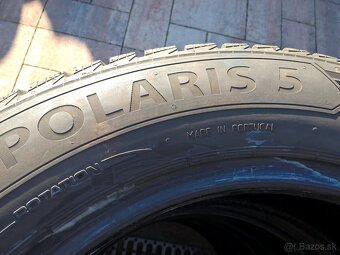 POLARIS 5
MADE IN PORTUGAL
ROTATION
Bazos.sk